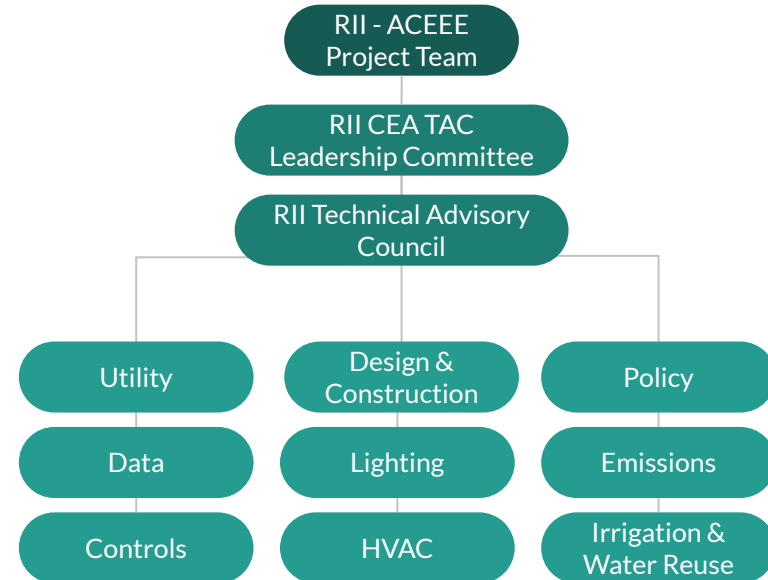 RII - ACEEE
Project Team
RII CEA TAC
Leadership Committee
RII Technical Advisory
Council
Utility
Design &
Construction
Policy
Data
Lighting
Emissions
Controls
HVAC
Irrigation &
Water Reuse